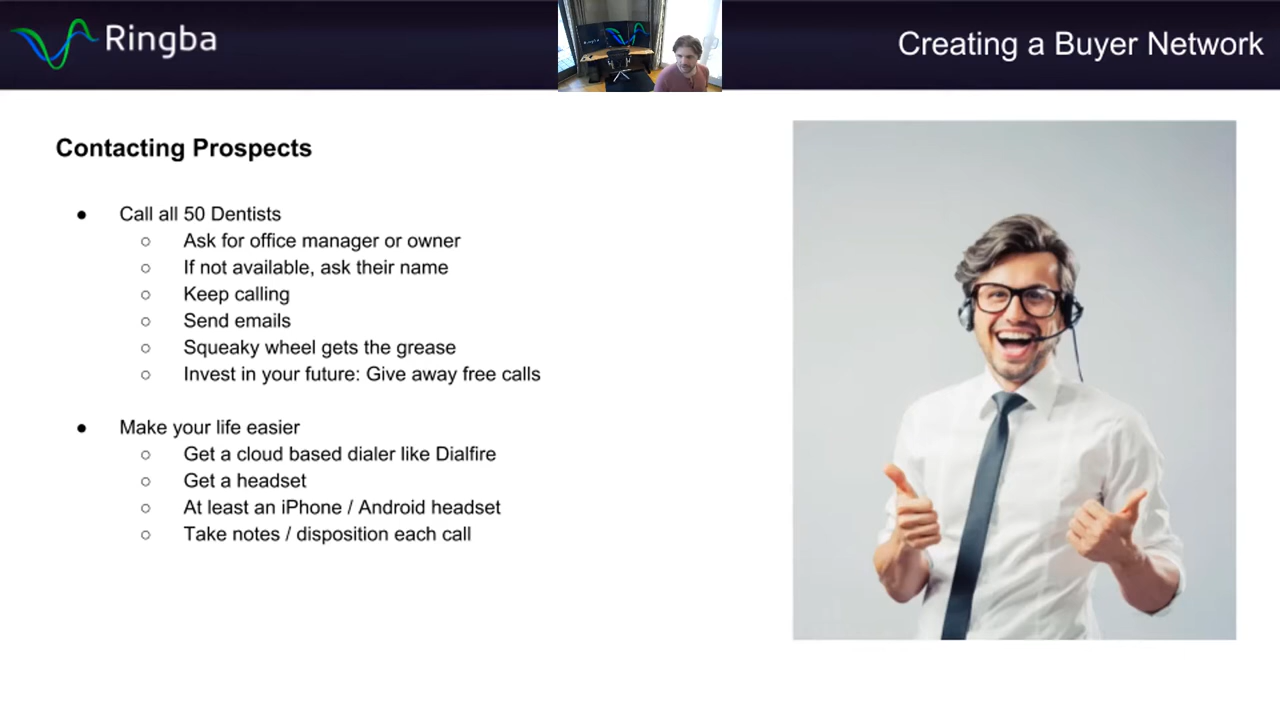 Ringba
Creating a Buyer Network
Contacting Prospects
● Call all 50 Dentists
○ Ask for office manager or owner
○ If not available, ask their name
○ Keep calling
○ Send emails
○ Squeaky wheel gets the grease
○ Invest in your future: Give away free calls
● Make your life easier
○ Get a cloud based dialer like Dialfire
○ Get a headset
○ At least an iPhone / Android headset
○ Take notes / disposition each call